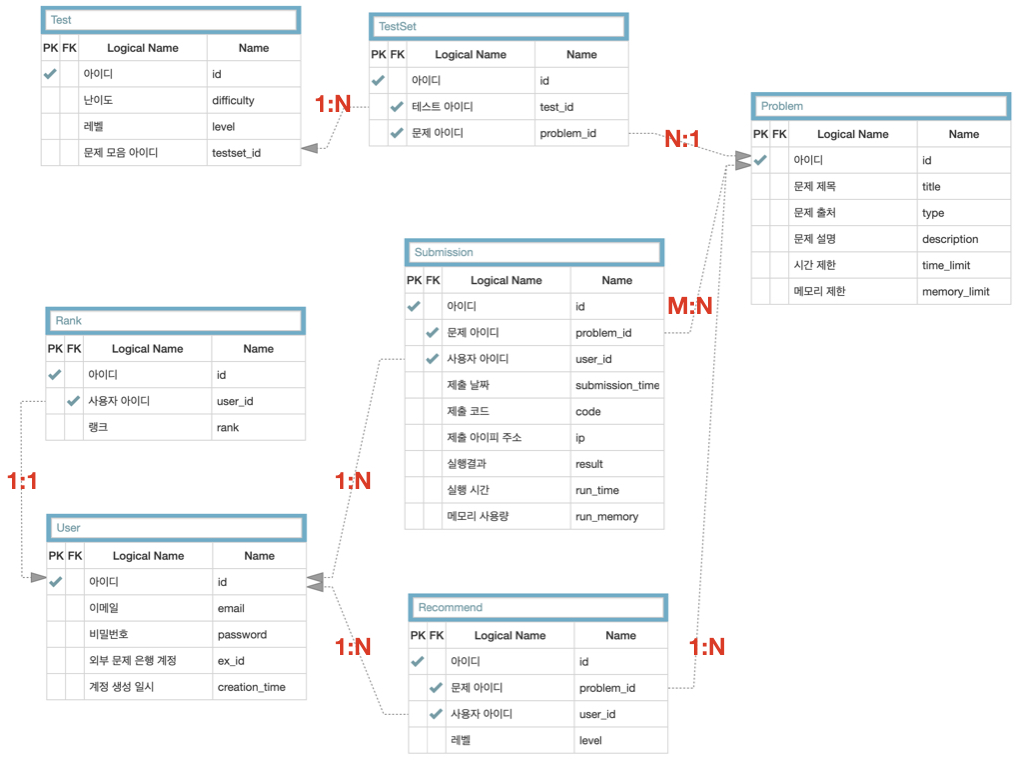 Test
PK FK Logical Name Name
아이디 id
난이도 difficulty
레벨 level
문제 모음 아이디 testset_id
TestSet
PK FK Logical Name Name
아이디 id
테스트 아이디 test_id
문제 아이디 problem_id
1:N
N:1
Problem
PK FK Logical Name Name
아이디 id
문제 제목 title
문제 출처 type
문제 설명 description
시간 제한 time_limit
메모리 제한 memory_limit
Submission
PK FK Logical Name Name
아이디 id
문제 아이디 problem_id
사용자 아이디 user_id
제출 날짜 submission_time
제출 코드 code
제출 아이피 주소 ip
실행결과 result
실행 시간 run_time
메모리 사용량 run_memory
M:N
Rank
PK FK Logical Name Name
아이디 id
사용자 아이디 user_id
랭크 rank
1:1
1:N
User
PK FK Logical Name Name
아이디 id
이메일 email
비밀번호 password
외부 문제 은행 계정 ex_id
계정 생성 일시 creation_time
Recommend
PK FK Logical Name Name
아이디 id
문제 아이디 problem_id
사용자 아이디 user_id
레벨 level
1:N
1:N